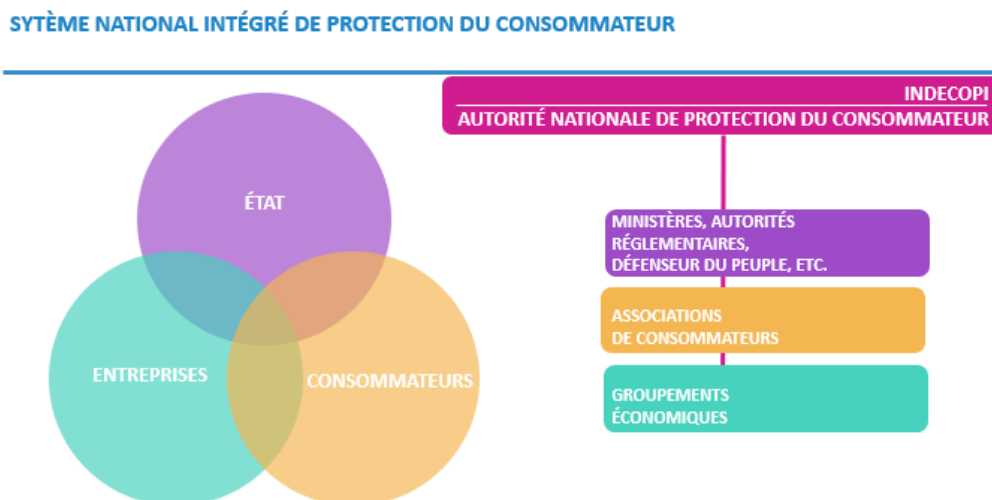 SYTÈME NATIONAL INTÉGRÉ DE PROTECTION DU CONSOMMATEUR
INDECOPI
AUTORITÉ NATIONALE DE PROTECTION DU CONSOMMATEUR
ÉTAT
ENTREPRISES
CONSOMMATEURS
MINISTÈRES, AUTORITÉS
RÉGLEMENTAIRES,
DÉFENSEUR DU PEUPLE, ETC.
ASSOCIATIONS
DE CONSOMMATEURS
GROUPEMENTS
ÉCONOMIQUES